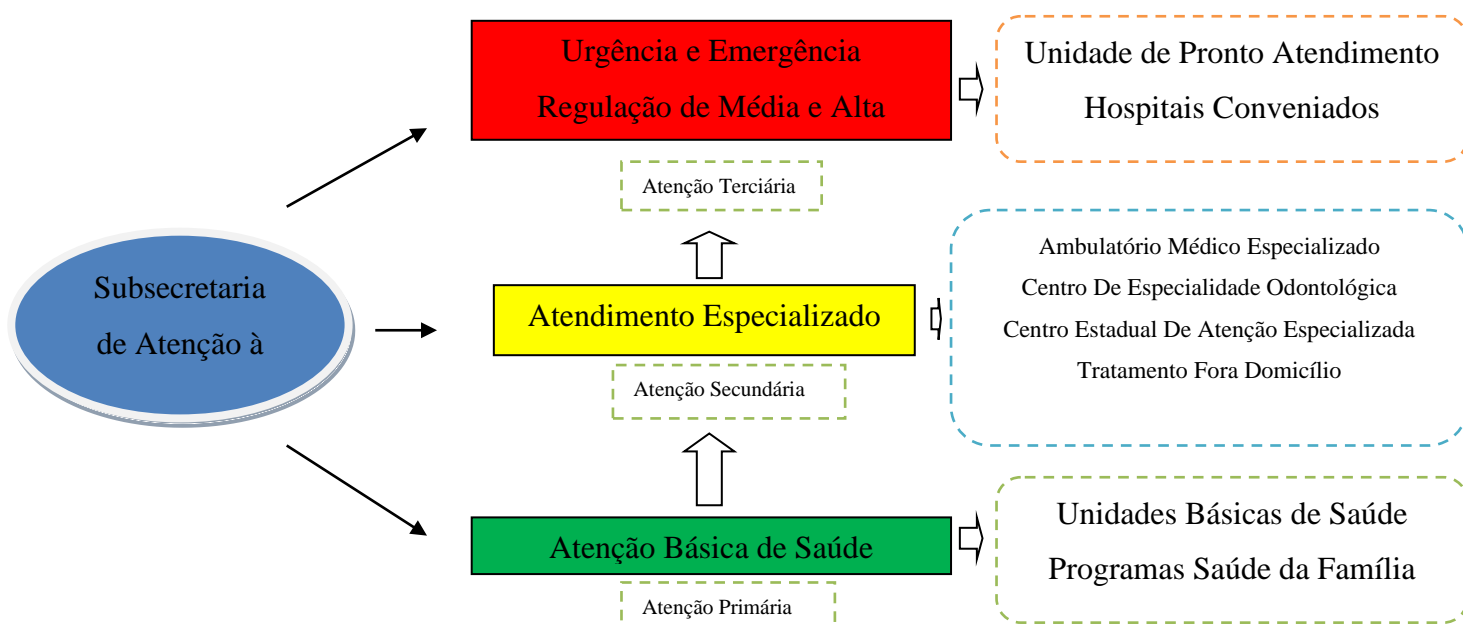 Urgência e Emergência
Regulação de Média e Alta
Unidade de Pronto Atendimento
Hospitais Conveniados
Atenção Terciária
Subsecretaria
de Atenção à
Atendimento Especializado
Atenção Secundária
Ambulatório Médico Especializado
Centro De Especialidade Odontológica
Centro Estadual De Atenção Especializada
Tratamento Fora Domicílio
Atenção Básica de Saúde
Atenção Primária
Unidades Básicas de Saúde
Programas Saúde da Família